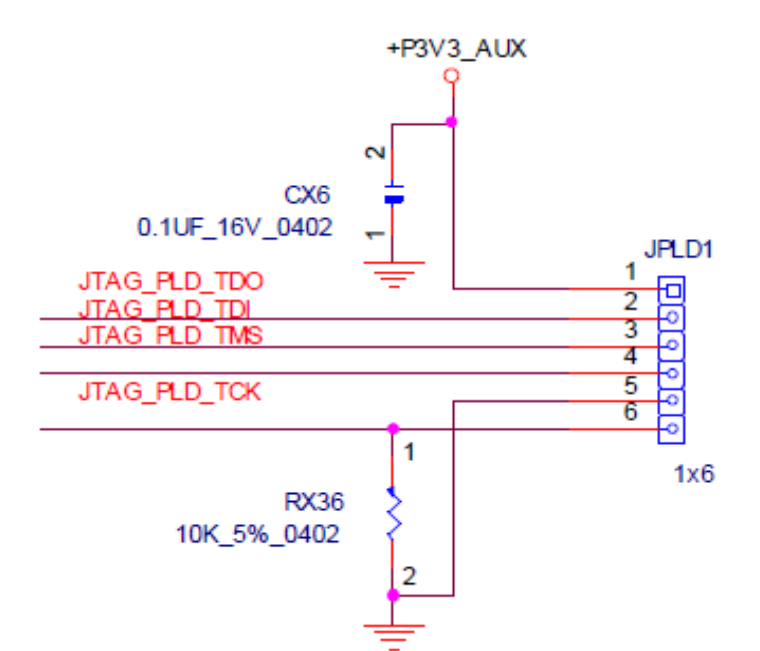 +P3V3_AUX
2
CX6
0.1UF_16V_0402
1
JPLD1
JTAG_PLD_TDO
1
JTAG_PLD_TDI
2
JTAG_PLD_TMS
3
4
JTAG_PLD_TCK
5
6
1
1x6
RX36
10K_5%_0402
2